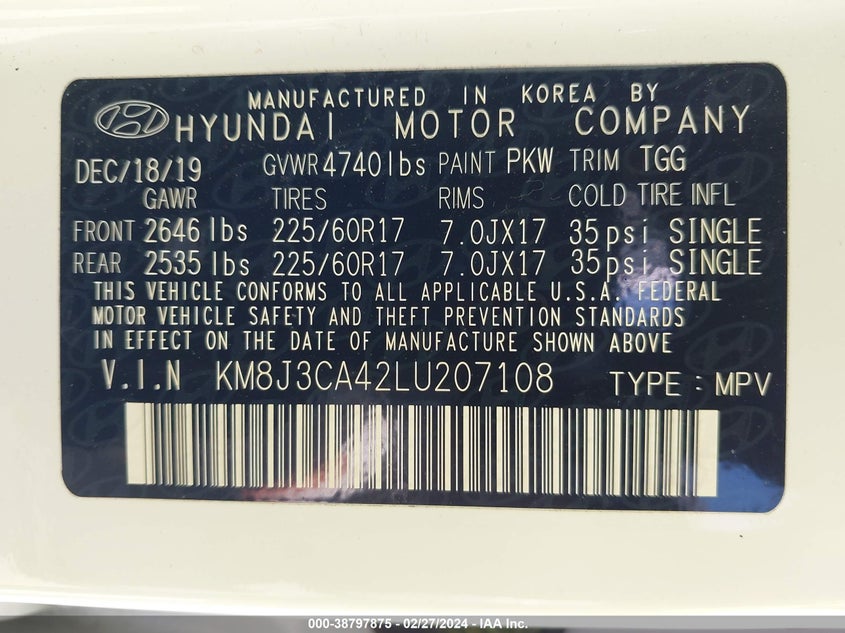 MANUFACTURED IN KOREA BY
HYUNDAI MOTOR COMPANY
DEC/18/19 GVWR 4740lbs PAINT PKW TRIM TGG
GAWR TIRES RIMS COLD TIRE INFL
FRONT 2646 lbs 225/60R17 7.0JX17 35psi SINGLE
REAR 2535 lbs 225/60R17 7.0JX17 35psi SINGLE
THIS VEHICLE CONFORMS TO ALL APPLICABLE U.S.A. FEDERAL
MOTOR VEHICLE SAFETY AND THEFT PREVENTION STANDARDS
IN EFFECT ON THE DATE OF MANUFACTURE SHOWN ABOVE
V.I.N KM8J3CA42LU207108 TYPE : MPV
000-38797875 - 02/27/2024 - IAA Inc.